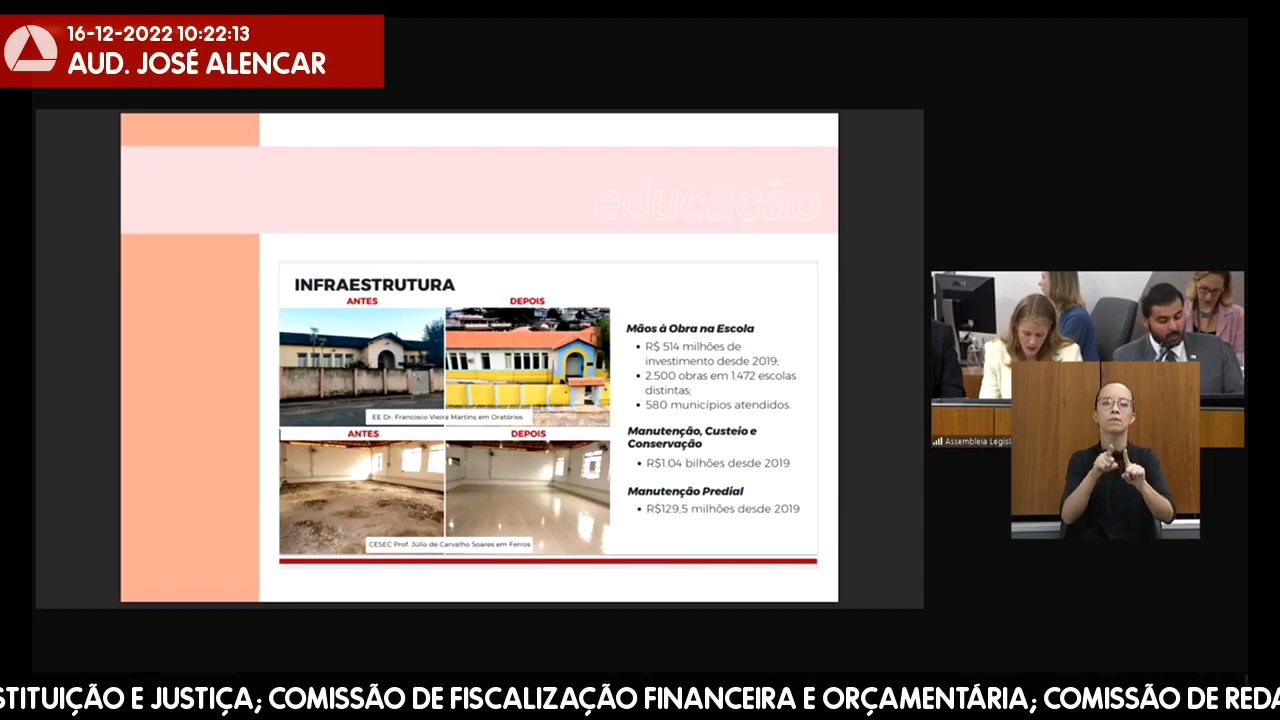 16-12-2022 10:22:13
AUD. JOSÉ ALENCAR
educação
INFRAESTRUTURA
ANTES
DEPOIS
EE Dr. Francisco Vieira Martins em Oratórios
ANTES
DEPOIS
CESEC Prof. Júlio de Carvalho Soares em Ferros
Mãos à Obra na Escola
• R$ 514 milhões de
investimento desde 2019;
• 2.500 obras em 1.472 escolas
distintas;
• 580 municípios atendidos.
Manutenção, Custeio e
Conservação
• R$1.04 bilhões desde 2019
Manutenção Predial
• R$129,5 milhões desde 2019
Assembleia Legisl
STITUIÇÃO E JUSTIÇA; COMISSÃO DE FISCALIZAÇÃO FINANCEIRA E ORÇAMENTÁRIA; COMISSÃO DE REDA